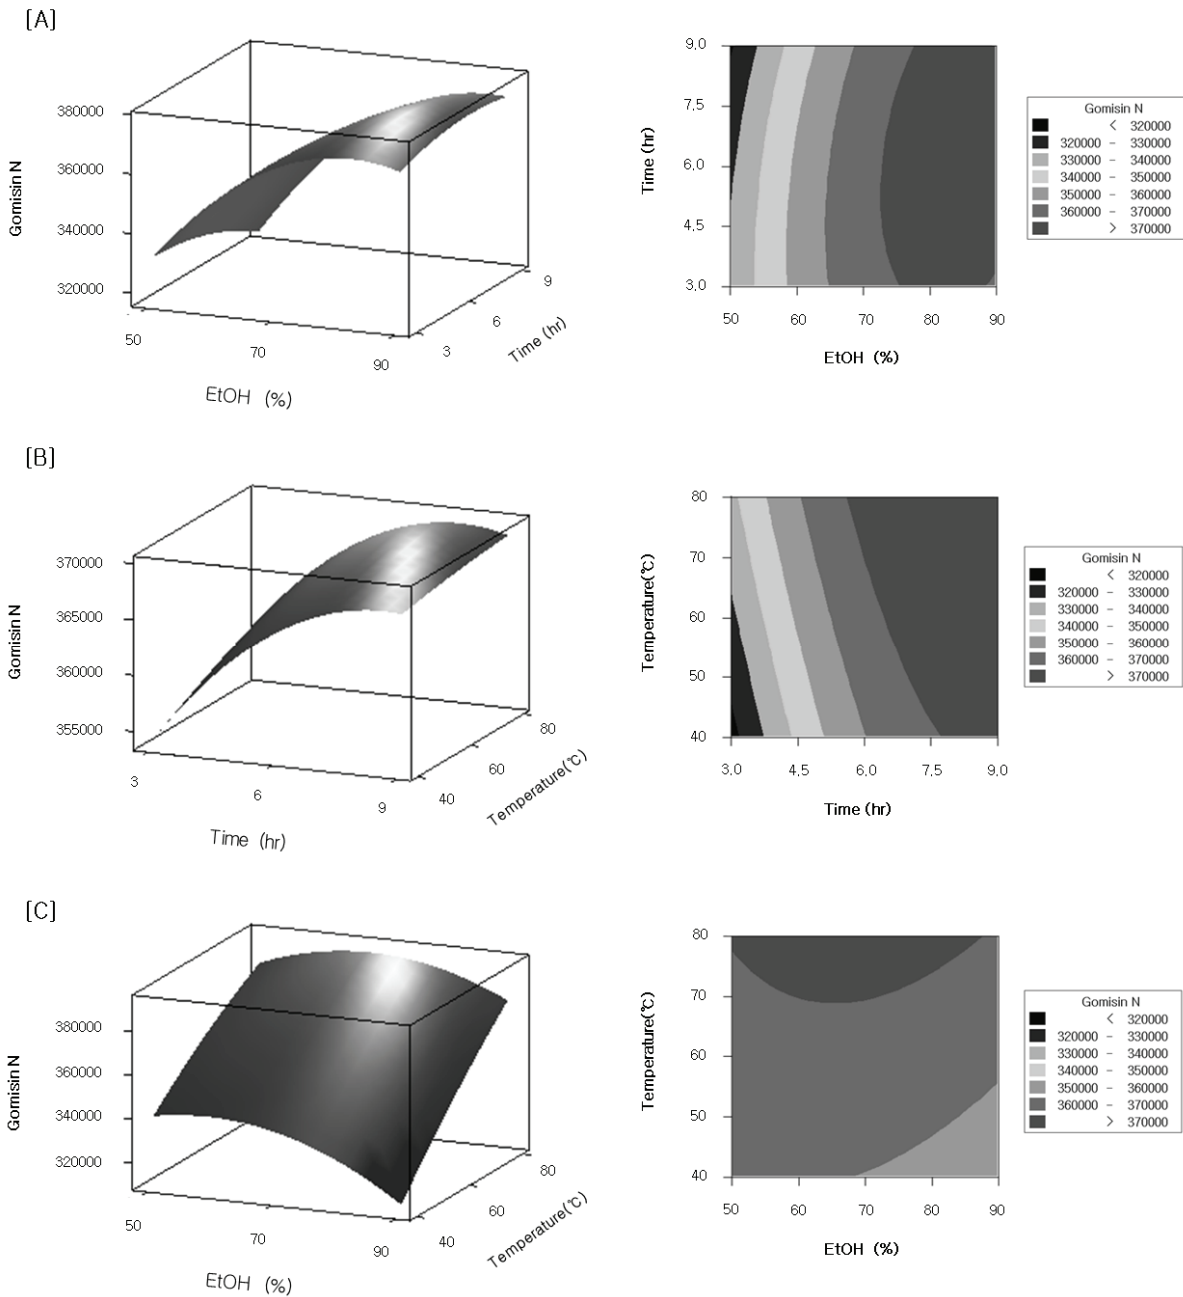 [A]
380000
360000
340000
320000
Gomisin N
50
70
90
EtOH (%)
3
6
9
Time (hr)
9.0
7.5
6.0
4.5
3.0
Time (hr)
50
60
70
80
90
EtOH (%)
Gomisin N
< 320000
320000 - 330000
330000 - 340000
340000 - 350000
350000 - 360000
360000 - 370000
> 370000
[B]
370000
365000
360000
355000
Gomisin N
3
6
9
Time (hr)
40
60
80
Temperature(℃)
80
70
60
50
40
Temperature(℃)
3.0
4.5
6.0
7.5
9.0
Time (hr)
Gomisin N
< 320000
320000 - 330000
330000 - 340000
340000 - 350000
350000 - 360000
360000 - 370000
> 370000
[C]
380000
360000
340000
320000
Gomisin N
50
70
90
EtOH (%)
40
60
80
Temperature(℃)
80
70
60
50
40
Temperature(℃)
50
60
70
80
90
EtOH (%)
Gomisin N
< 320000
320000 - 330000
330000 - 340000
340000 - 350000
350000 - 360000
360000 - 370000
> 370000